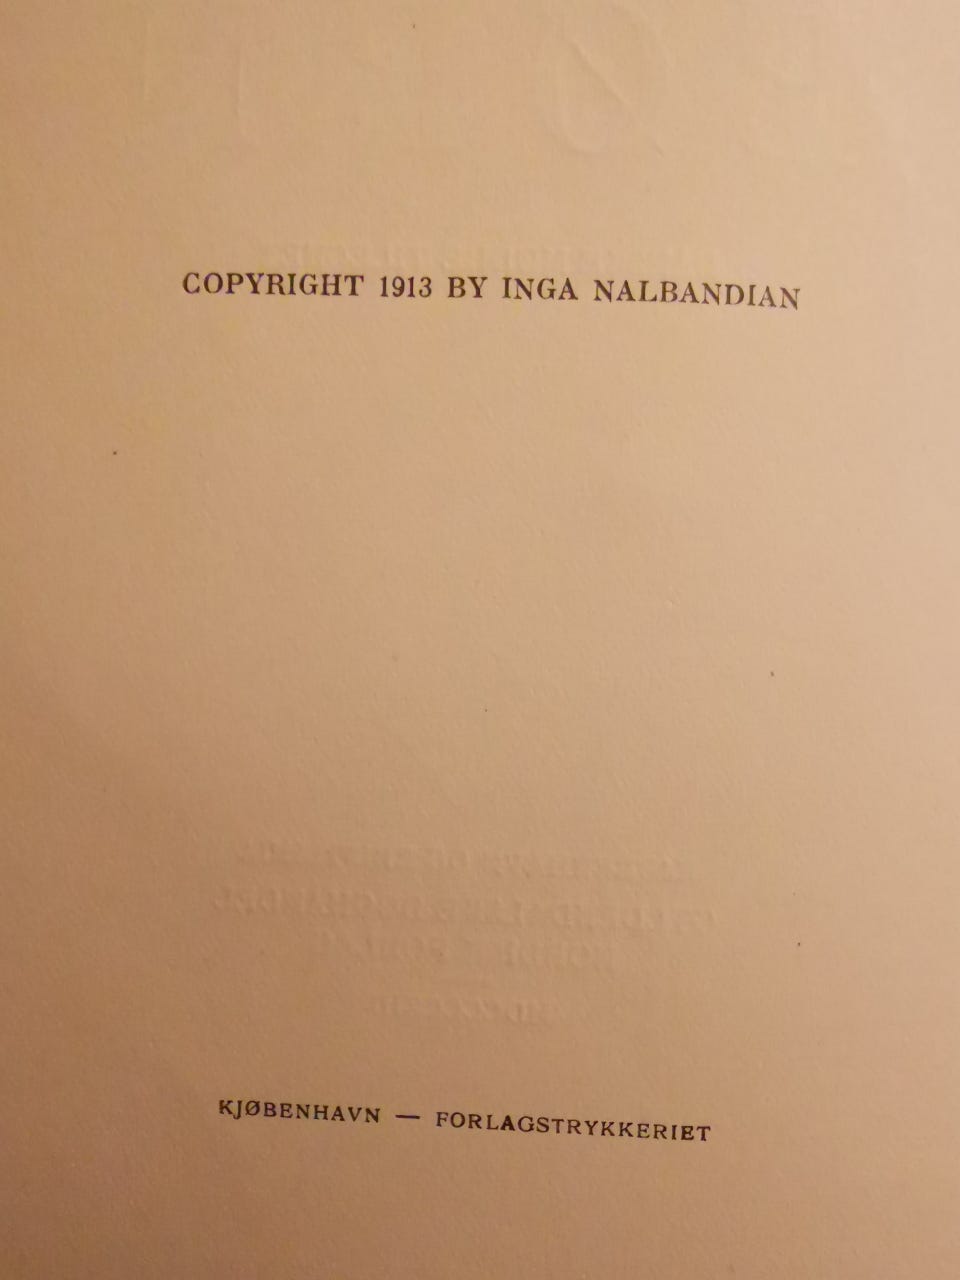 COPYRIGHT 1913 BY INGA NALBANDIAN
KJØBENHAVN — FORLAGSTRYKKERIET